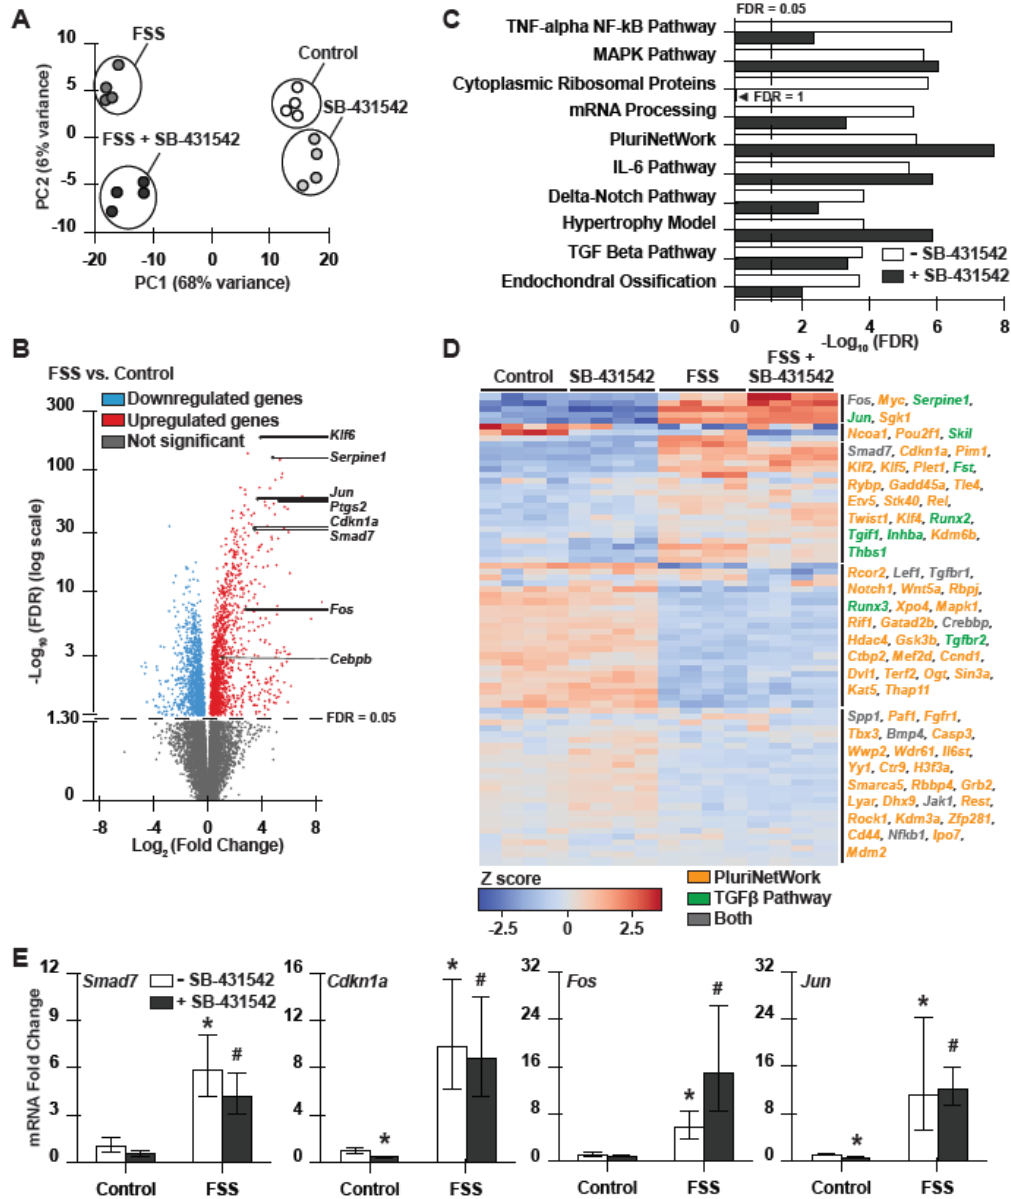 A
FSS
Control
SB-431542
FSS + SB-431542
PC2 (6% variance)
10
5
0
-5
-10
-20
-10
0
10
20
PC1 (68% variance)
C
FDR = 0.05
TNF-alpha NF-kB Pathway
MAPK Pathway
Cytoplasmic Ribosomal Proteins
FDR = 1
mRNA Processing
PluriNetWork
IL-6 Pathway
Delta-Notch Pathway
Hypertrophy Model
TGF Beta Pathway
Endochondral Ossification
- SB-431542
+ SB-431542
0
2
4
6
8
-Log10 (FDR)
B
FSS vs. Control
Downregulated genes
Upregulated genes
Not significant
-Log10 (FDR) (log scale)
300
100
30
10
3
1.30
0
Klf6
Serpine1
Jun
Ptgs2
Cdkn1a
Smad7
Fos
Cebpb
FDR = 0.05
-8
-4
0
4
8
Log2 (Fold Change)
D
Control
SB-431542
FSS
FSS +
SB-431542
Fos, Myc, Serpine1,
Jun, Sgk1
Ncoa1, Pou2f1, Skil
Smad7, Cdkn1a, Pim1,
Klf2, Klf5, Plet1, Fst,
Rybp, Gadd45a, Tle4,
Etv5, Stk40, Rel,
Twist1, Klf4, Runx2,
Tgif1, Inhba, Kdm6b,
Thbs1
Rcor2, Lef1, Tgfbr1,
Notch1, Wnt5a, Rbpj,
Runx3, Xpo4, Mapk1,
Rif1, Gatad2b, Crebbp,
Hdac4, Gsk3b, Tgfbr2,
Ctbp2, Mef2d, Ccnd1,
Dvl1, Terf2, Ogt, Sin3a,
Kat5, Thap11
Spp1, Paf1, Fgfr1,
Tbx3, Bmp4, Casp3,
Wwp2, Wdr61, Il6st,
Yy1, Ctr9, H3f3a,
Smarca5, Rbbp4, Grb2,
Lyar, Dhx9, Jak1, Rest,
Rock1, Kdm3a, Zfp281,
Cd44, Nfkb1, Ipo7,
Mdm2
Z score
-2.5
0
2.5
PluriNetWork
TGFβ Pathway
Both
E
mRNA Fold Change
12
9
6
3
0
Smad7
- SB-431542
+ SB-431542
*
#
Control
FSS
16
12
8
4
0
Cdkn1a
*
*
#
Control
FSS
32
24
16
8
0
Fos
*
#
Control
FSS
32
24
16
8
0
Jun
*
*
#
Control
FSS